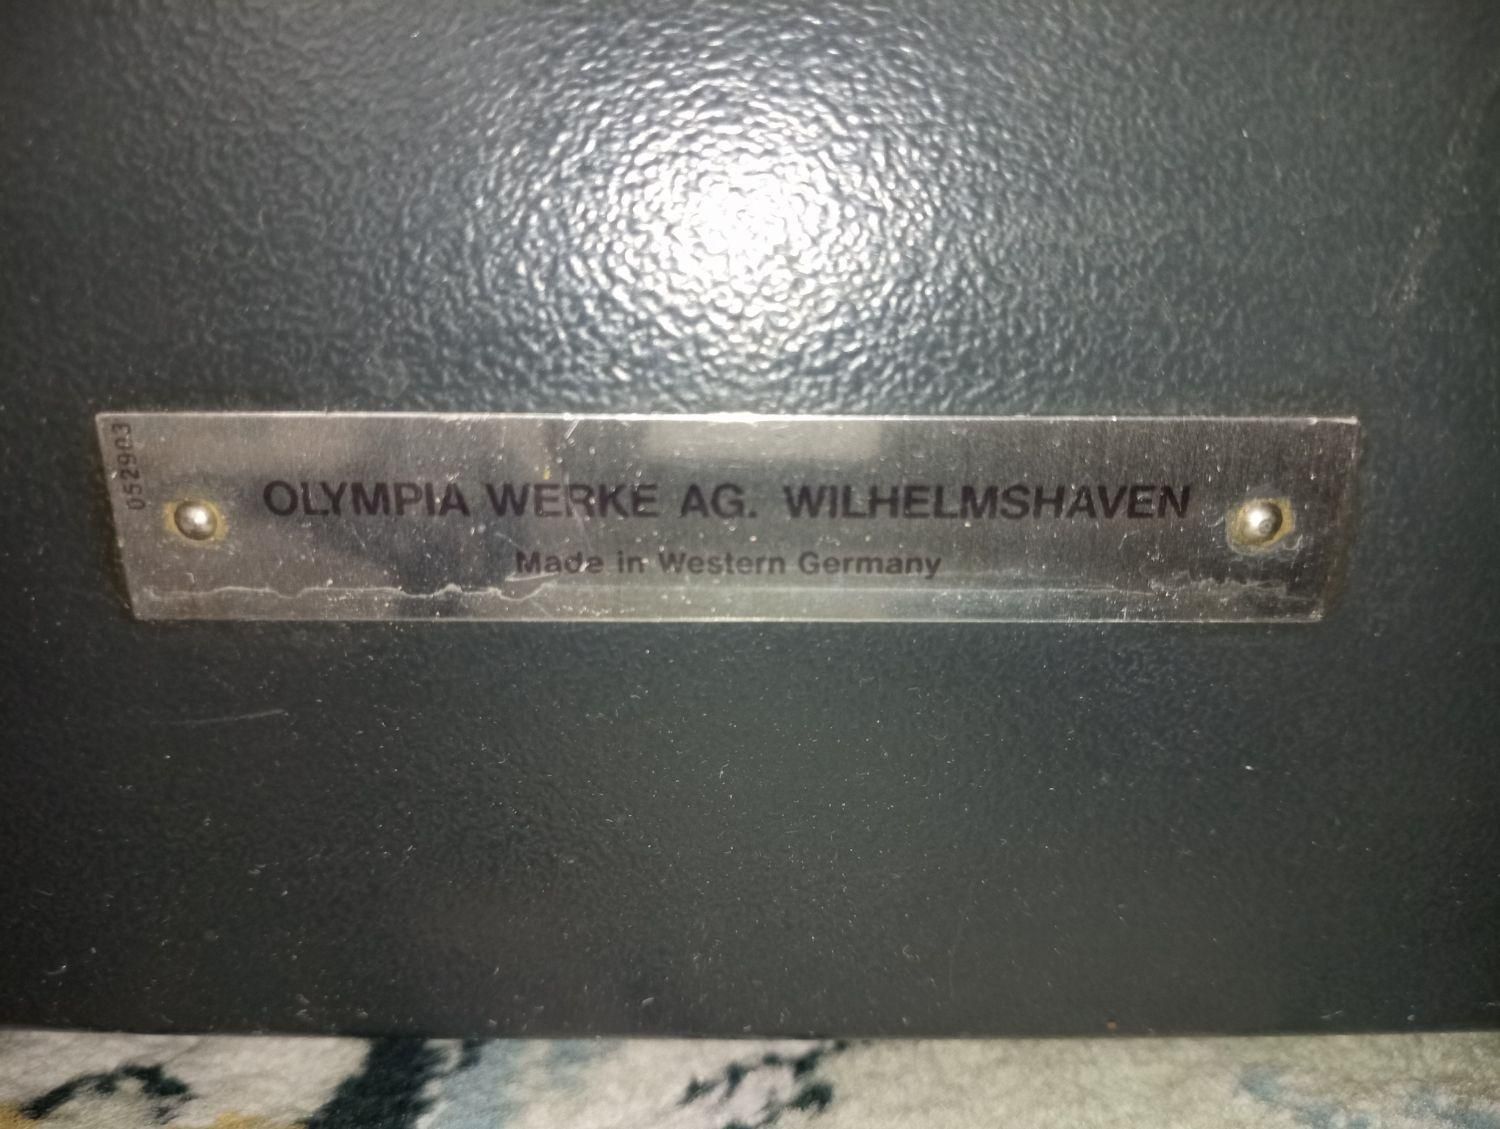 052903
OLYMPIA WERKE AG. WILHELMSHAVEN
Made in Western Germany